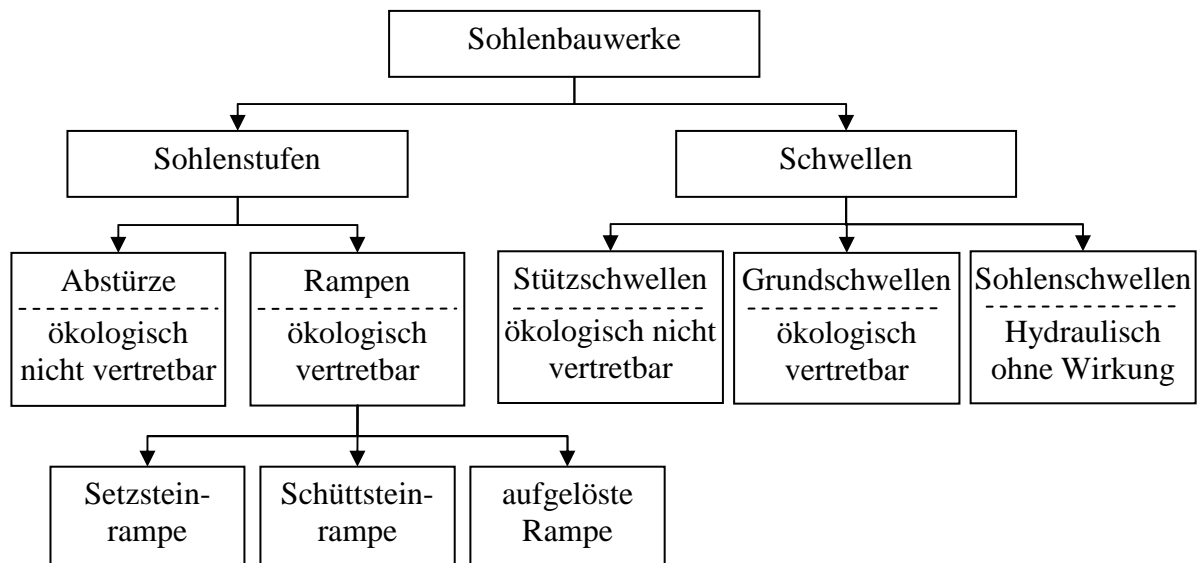 Sohlenbauwerke
Sohlenstufen
Schwellen
Abstürze
ökologisch
nicht vertretbar
Rampen
ökologisch
vertretbar
Stützschwellen
ökologisch nicht
vertretbar
Grundschwellen
ökologisch
vertretbar
Sohlenschwellen
Hydraulisch
ohne Wirkung
Setzstein-
rampe
Schüttstein-
rampe
aufgelöste
Rampe